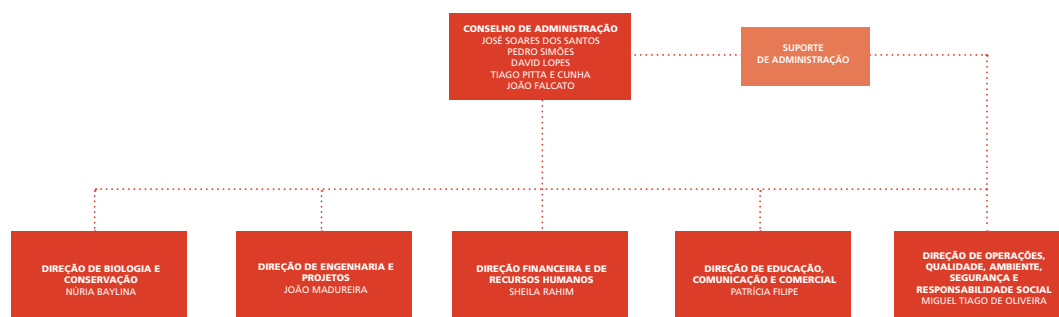 CONSELHO DE ADMINISTRAÇÃO
JOSÉ SOARES DOS SANTOS
PEDRO SIMÕES
DAVID LOPES
TIAGO PITTA E CUNHA
JOÃO FALCATO
SUPORTE
DE ADMINISTRAÇÃO
DIREÇÃO DE BIOLOGIA E
CONSERVAÇÃO
NÚRIA BAYLINA
DIREÇÃO DE ENGENHARIA E
PROJETOS
JOÃO MADUREIRA
DIREÇÃO FINANCEIRA E DE
RECURSOS HUMANOS
SHEILA RAHIM
DIREÇÃO DE EDUCAÇÃO,
COMUNICAÇÃO E COMERCIAL
PATRÍCIA FILIPE
DIREÇÃO DE OPERAÇÕES,
QUALIDADE, AMBIENTE,
SEGURANÇA E
RESPONSABILIDADE SOCIAL
MIGUEL TIAGO DE OLIVEIRA